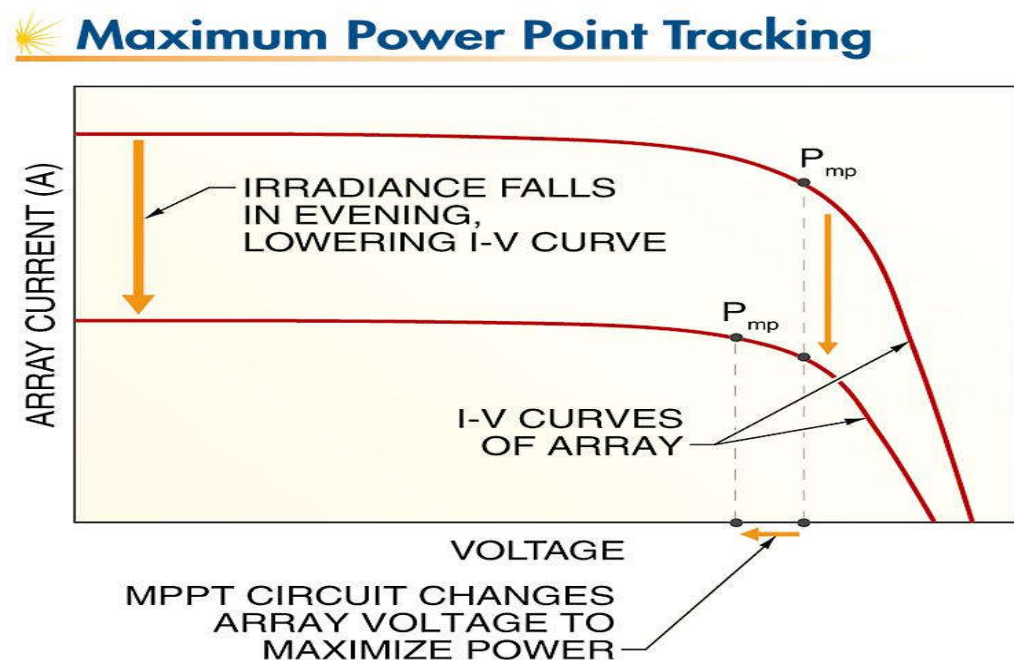 Maximum Power Point Tracking
ARRAY CURRENT (A)
IRRADIANCE FALLS
IN EVENING,
LOWERING I-V CURVE
Pmp
Pmp
I-V CURVES
OF ARRAY
VOLTAGE
MPPT CIRCUIT CHANGES
ARRAY VOLTAGE TO
MAXIMIZE POWER